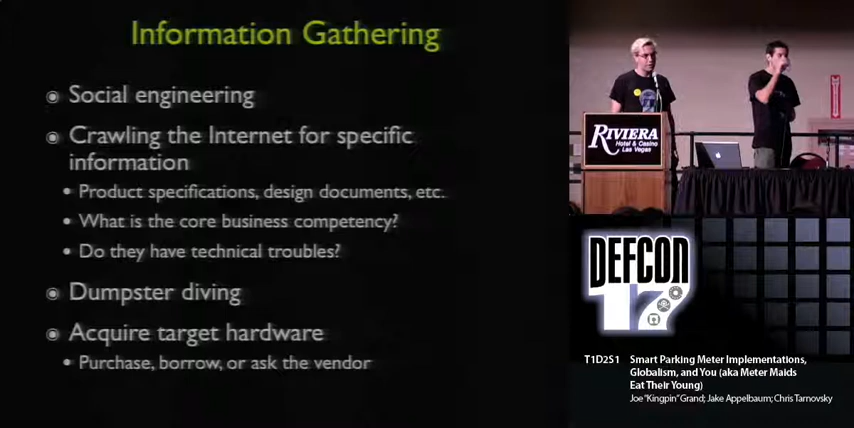 Information Gathering
Social engineering
Crawling the Internet for specific
information
Product specifications, design documents, etc.
What is the core business competency?
Do they have technical troubles?
Dumpster diving
Acquire target hardware
Purchase, borrow, or ask the vendor
RIVIERA
Hotel & Casino
Las Vegas
DEFCON
17
T1D2S1 Smart Parking Meter Implementations,
Globalism, and You (aka Meter Maids
Eat Their Young)
Joe "Kingpin" Grand; Jake Appelbaum; Chris Tarnovsky